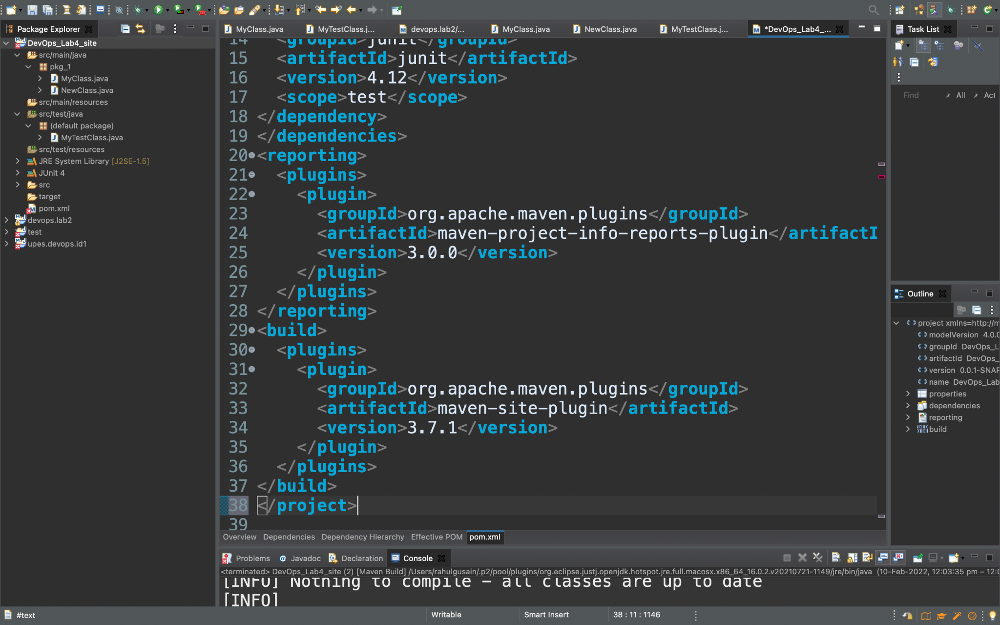 Package Explorer
DevOps_Lab4_site
src/main/java
pkg_1
MyClass.java
NewClass.java
src/main/resources
src/test/java
(default package)
MyTestClass.java
src/test/resources
JRE System Library [J2SE-1.5]
JUnit 4
src
target
pom.xml
devops.lab2
test
upes.devops.id1
MyClass.java MyTestClass.j... devops.lab2/... MyClass.java NewClass.java MyTestClass.j... *DevOps_Lab4_...
14 <groupId>junit</groupId>
15 <artifactId>junit</artifactId>
16 <version>4.12</version>
17 <scope>test</scope>
18 </dependency>
19 </dependencies>
20 <reporting>
21 <plugins>
22 <plugin>
23 <groupId>org.apache.maven.plugins</groupId>
24 <artifactId>maven-project-info-reports-plugin</artifactI
25 <version>3.0.0</version>
26 </plugin>
27 </plugins>
28 </reporting>
29 <build>
30 <plugins>
31 <plugin>
32 <groupId>org.apache.maven.plugins</groupId>
33 <artifactId>maven-site-plugin</artifactId>
34 <version>3.7.1</version>
35 </plugin>
36 </plugins>
37 </build>
38 </project>
39
Overview Dependencies Dependency Hierarchy Effective POM pom.xml
Problems Javadoc Declaration Console
<terminated> DevOps_Lab4_site (2) [Maven Build] /Users/rahulgusain/.p2/pool/plugins/org.eclipse.justj.openjdk.hotspot.jre.full.macosx.x86_64_16.0.2.v20210721-1149/jre/bin/java (10-Feb-2022, 12:03:35 pm – 12:0
[INFO] Nothing to compile - all classes are up to date
[INFO]
Task List
Find All Act
Outline
project xmlns=http://m
modelVersion 4.0.0
groupId DevOps_L
artifactId DevOps_
version 0.0.1-SNAP
name DevOps_Lab
properties
dependencies
reporting
build
#text
Writable
Smart Insert
38 : 11 : 1146